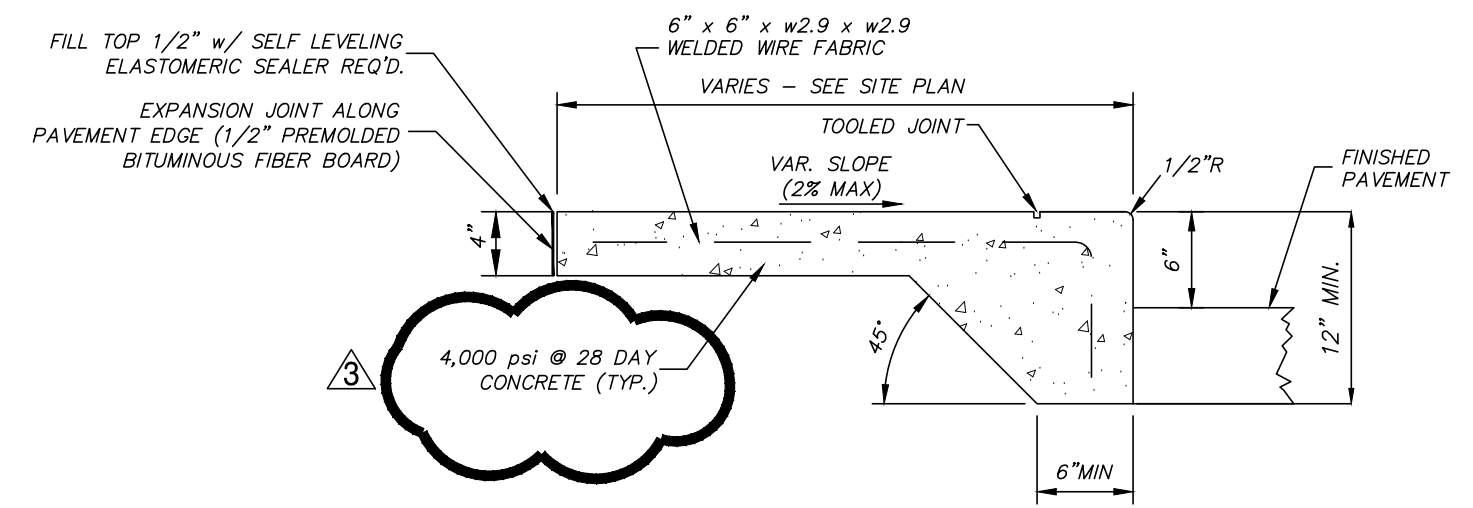 FILL TOP 1/2" w/ SELF LEVELING
ELASTOMERIC SEALER REQ'D.
EXPANSION JOINT ALONG
PAVEMENT EDGE (1/2" PREMOLDED
BITUMINOUS FIBER BOARD)
6" x 6" x w2.9 x w2.9
WELDED WIRE FABRIC
VARIES – SEE SITE PLAN
TOOLED JOINT
VAR. SLOPE
(2% MAX)
1/2"R
FINISHED
PAVEMENT
4"
6"
12" MIN.
45°
3
4,000 psi @ 28 DAY
CONCRETE (TYP.)
6"MIN